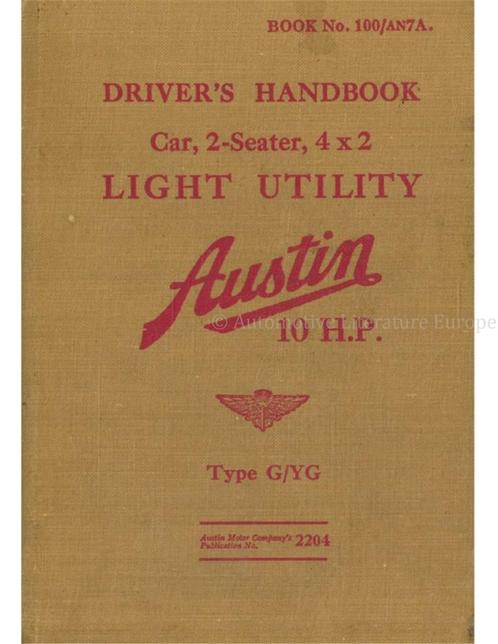 BOOK No. 100/AN7A.
DRIVER'S HANDBOOK
Car, 2-Seater, 4 x 2
LIGHT UTILITY
Austin
10 H.P.
© Automotive Literature Europe
Type G/YG
Austin Motor Company's
Publication No. 2204